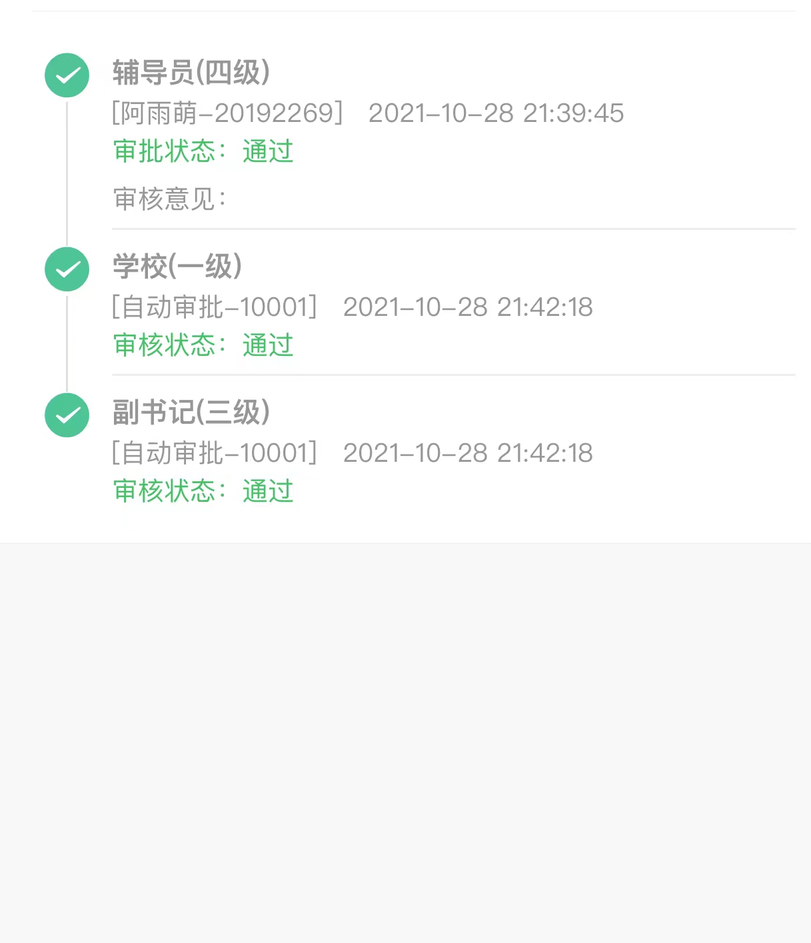 辅导员(四级)
[阿雨萌-20192269] 2021-10-28 21:39:45
审批状态：通过
审核意见：
学校(一级)
[自动审批-10001] 2021-10-28 21:42:18
审核状态：通过
副书记(三级)
[自动审批-10001] 2021-10-28 21:42:18
审核状态：通过